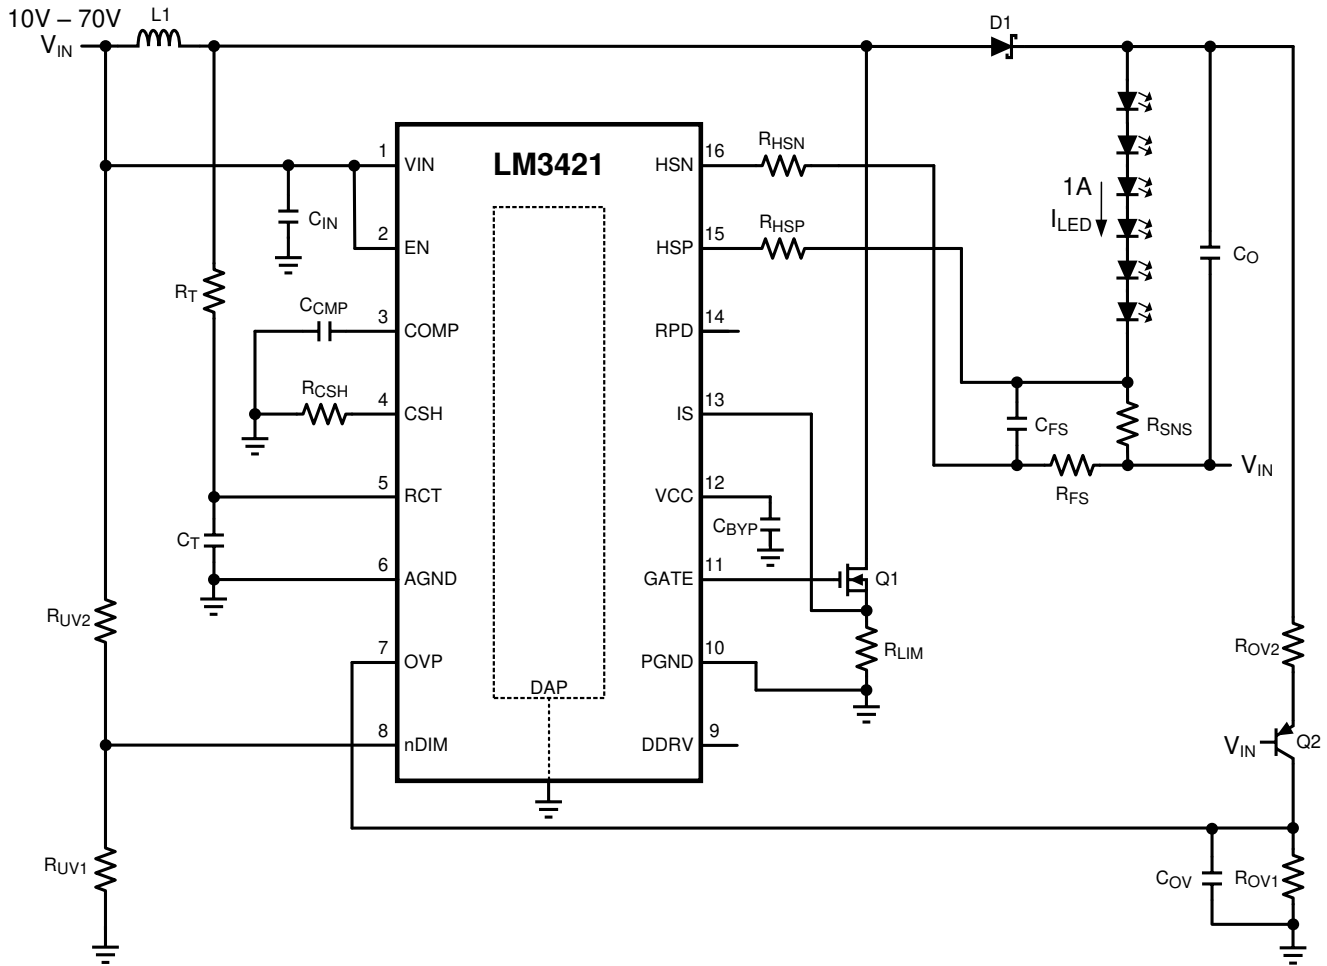 10V – 70V
L1
D1
VIN
LM3421
1
VIN
HSN
16
RHSN
CIN
1A
ILED
2
EN
HSP
15
RHSP
CO
RT
CCMP
3
COMP
RPD
14
RCSH
4
CSH
IS
13
CFS
RSNS
VIN
RFS
5
RCT
VCC
12
CBYP
CT
6
AGND
GATE
11
Q1
RUV2
7
OVP
PGND
10
RLIM
ROV2
DAP
8
nDIM
DDRV
9
VIN
Q2
RUV1
COV
ROV1